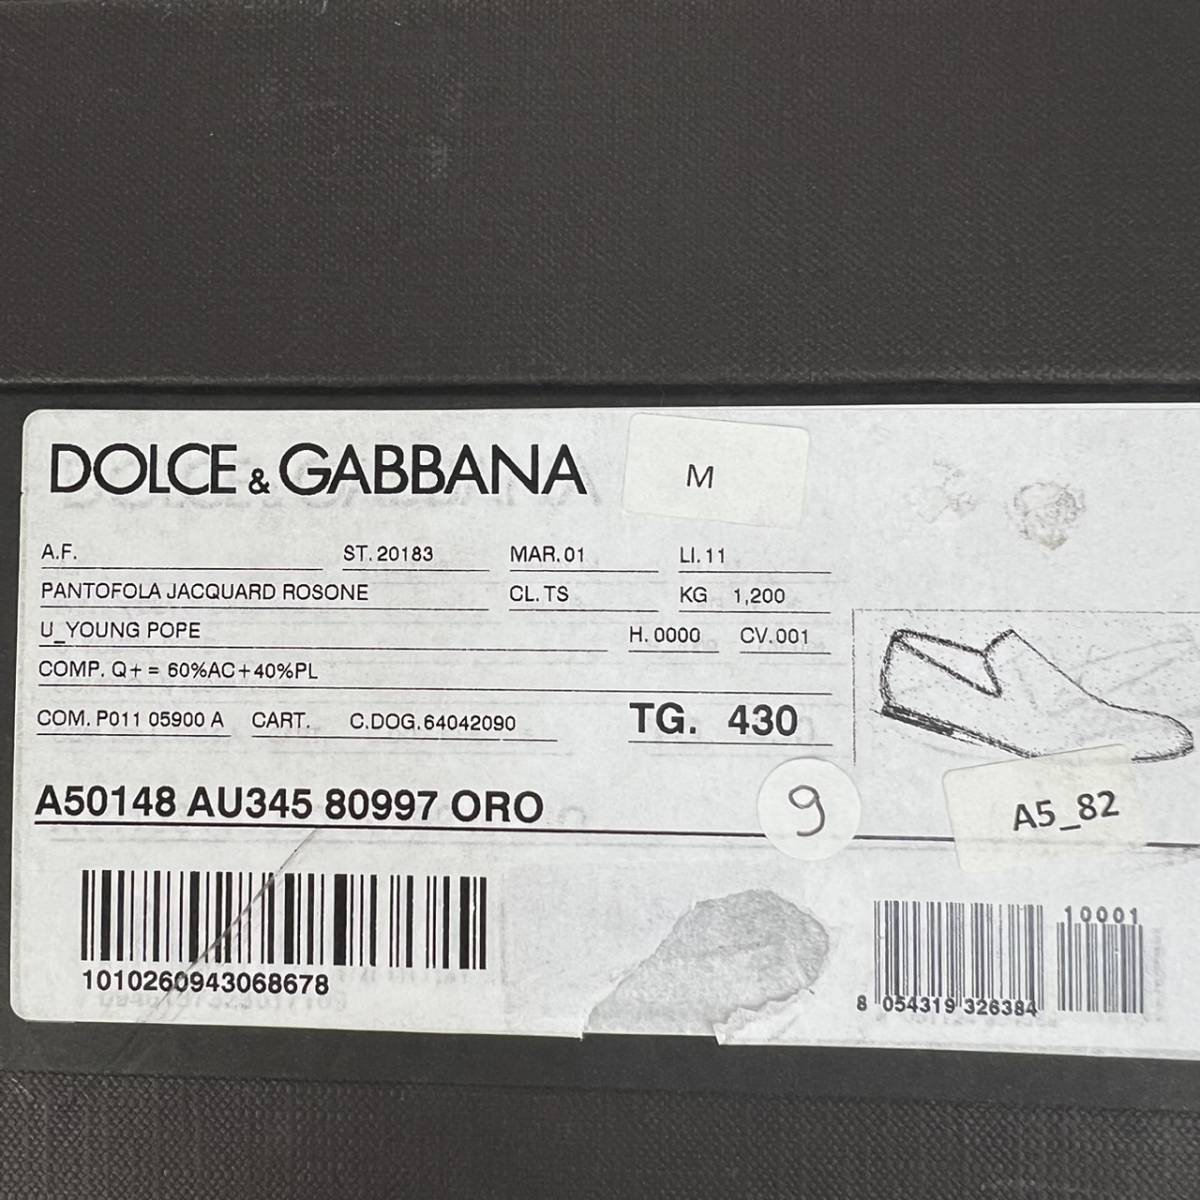 DOLCE & GABBANA
M
A.F. ST. 20183 MAR. 01 LI. 11
PANTOFOLA JACQUARD ROSONE CL. TS KG 1,200
U_YOUNG POPE H. 0000 CV. 001
COMP. Q+ = 60%AC+40%PL
COM. P011 05900 A CART. C.DOG.64042090 TG. 430
A50148 AU345 80997 ORO
9
A5_82
1010260943068678
10001
8 054319 326384